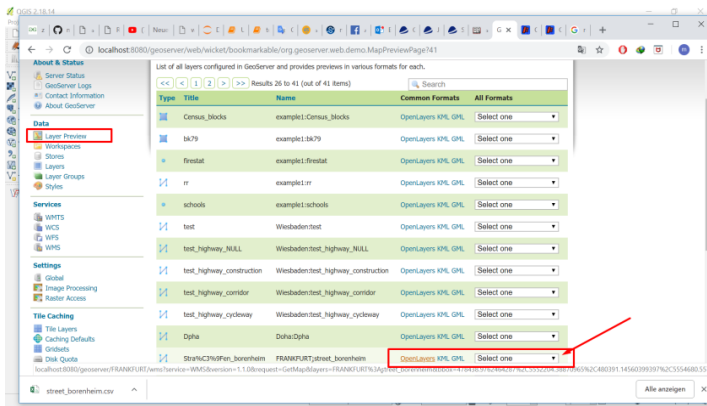 QGIS 2.18.14
localhost:8080/geoserver/web/wicket/bookmarkable/org.geoserver.web.demo.MapPreviewPage?41
About & Status
Server Status
GeoServer Logs
Contact Information
About GeoServer
Data
Layer Preview
Workspaces
Stores
Layers
Layer Groups
Styles
Services
WMTS
WCS
WFS
WMS
Settings
Global
Image Processing
Raster Access
Tile Caching
Tile Layers
Caching Defaults
Gridsets
Disk Quota
List of all layers configured in GeoServer and provides previews in various formats for each.
<< < 1 2 > >> Results 26 to 41 (out of 41 items) Search
Type Title Name Common Formats All Formats
Census_blocks example1:Census_blocks OpenLayers KML GML Select one
bk79 example1:bk79 OpenLayers KML GML Select one
firestat example1:firestat OpenLayers KML GML Select one
rr example1:rr OpenLayers KML GML Select one
schools example1:schools OpenLayers KML GML Select one
test Wiesbaden:test OpenLayers KML GML Select one
test_highway_NULL Wiesbaden:test_highway_NULL OpenLayers KML GML Select one
test_highway_construction Wiesbaden:test_highway_construction OpenLayers KML GML Select one
test_highway_corridor Wiesbaden:test_highway_corridor OpenLayers KML GML Select one
test_highway_cycleway Wiesbaden:test_highway_cycleway OpenLayers KML GML Select one
Dpha Doha:Dpha OpenLayers KML GML Select one
Stra%C3%9Fen_borenheim FRANKFURT:street_borenheim OpenLayers KML GML Select one
street_borenheim.csv
Alle anzeigen